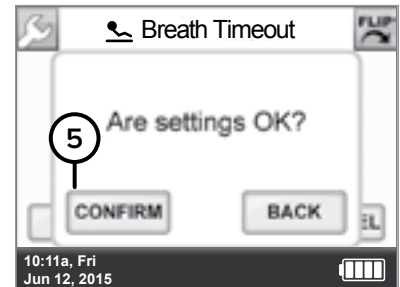 Breath Timeout
FLIP
Are settings OK?
5
CONFIRM
BACK
EL
10:11a, Fri
Jun 12, 2015